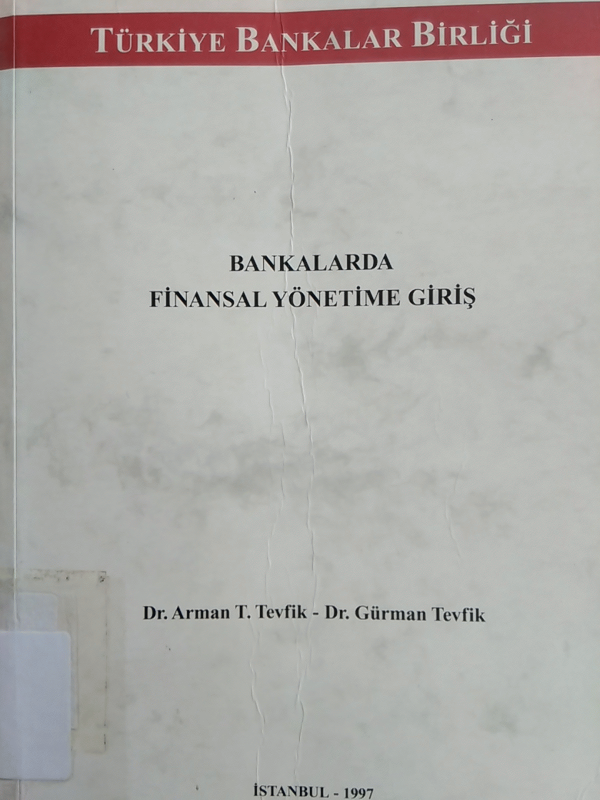 TÜRKİYE BANKALAR BİRLİĞİ
BANKALARDA
FİNANSAL YÖNETİME GİRİŞ
Dr. Arman T. Tevfik - Dr. Gürman Tevfik
İSTANBUL - 1997